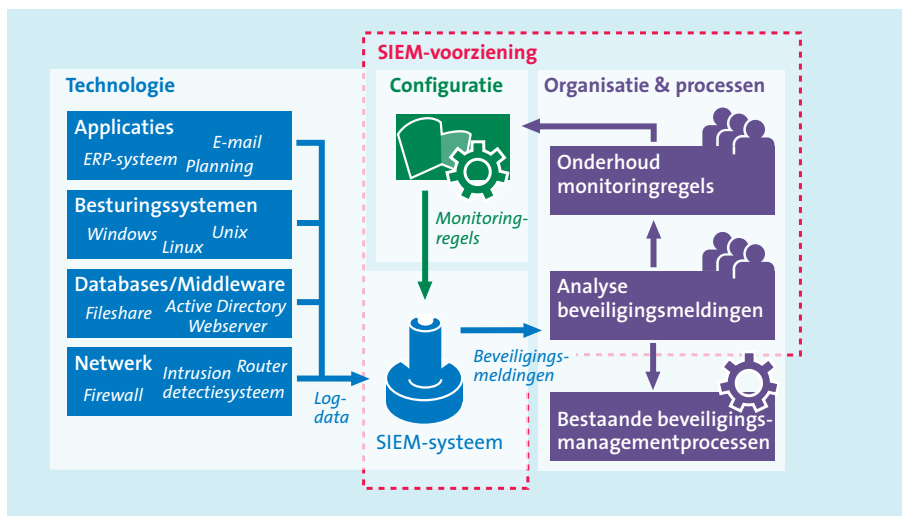 SIEM-voorziening
Technologie
Applicaties
E-mail
ERP-systeem
Planning
Besturingssystemen
Windows
Unix
Linux
Databases/Middleware
Fileshare
Active Directory
Webserver
Netwerk
Intrusion
detectiesysteem
Router
Firewall
Log-
data
Configuratie
Monitoring-
regels
SIEM-systeem
Beveiligings-
meldingen
Organisatie & processen
Onderhoud
monitoringregels
Analyse
beveiligingsmeldingen
Bestaande beveiligings-
managementprocessen